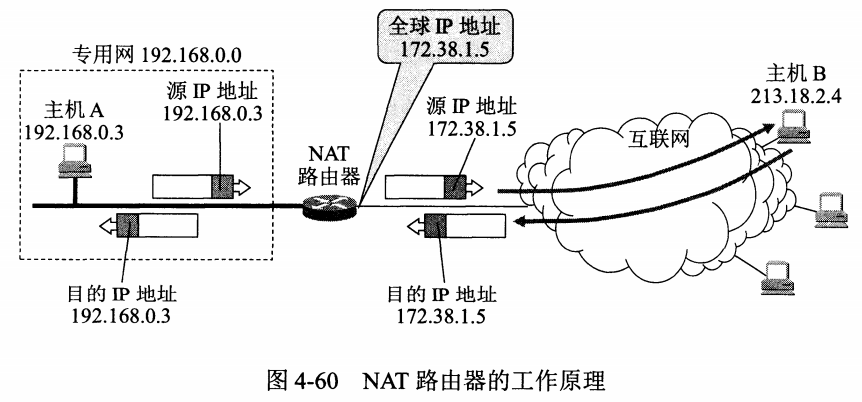 全球 IP 地址
172.38.1.5
专用网 192.168.0.0
主机 A
192.168.0.3
源 IP 地址
192.168.0.3
NAT
路由器
源 IP 地址
172.38.1.5
互联网
主机 B
213.18.2.4
目的 IP 地址
192.168.0.3
目的 IP 地址
172.38.1.5
图 4-60 NAT 路由器的工作原理